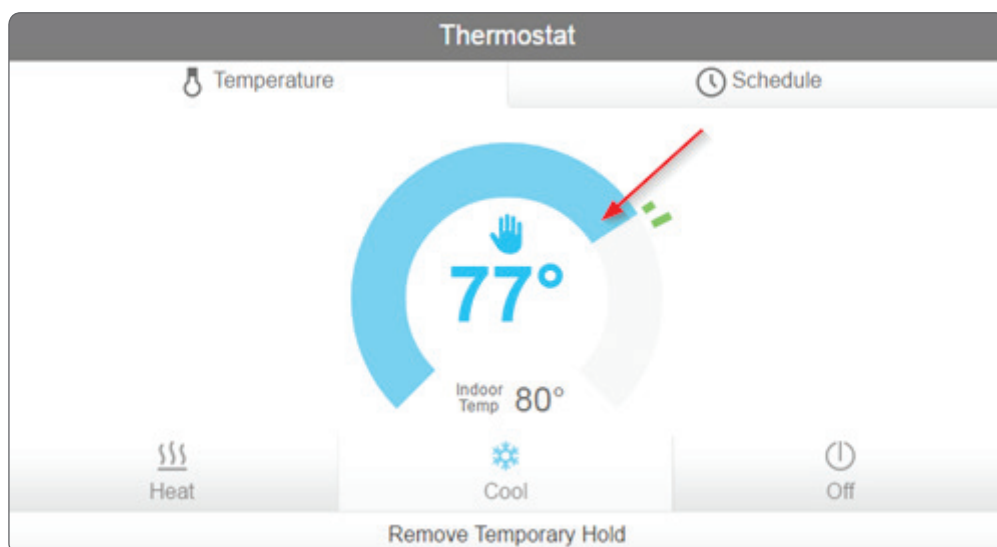 Thermostat
Temperature
Schedule
77°
Indoor
Temp
80°
Heat
Cool
Off
Remove Temporary Hold